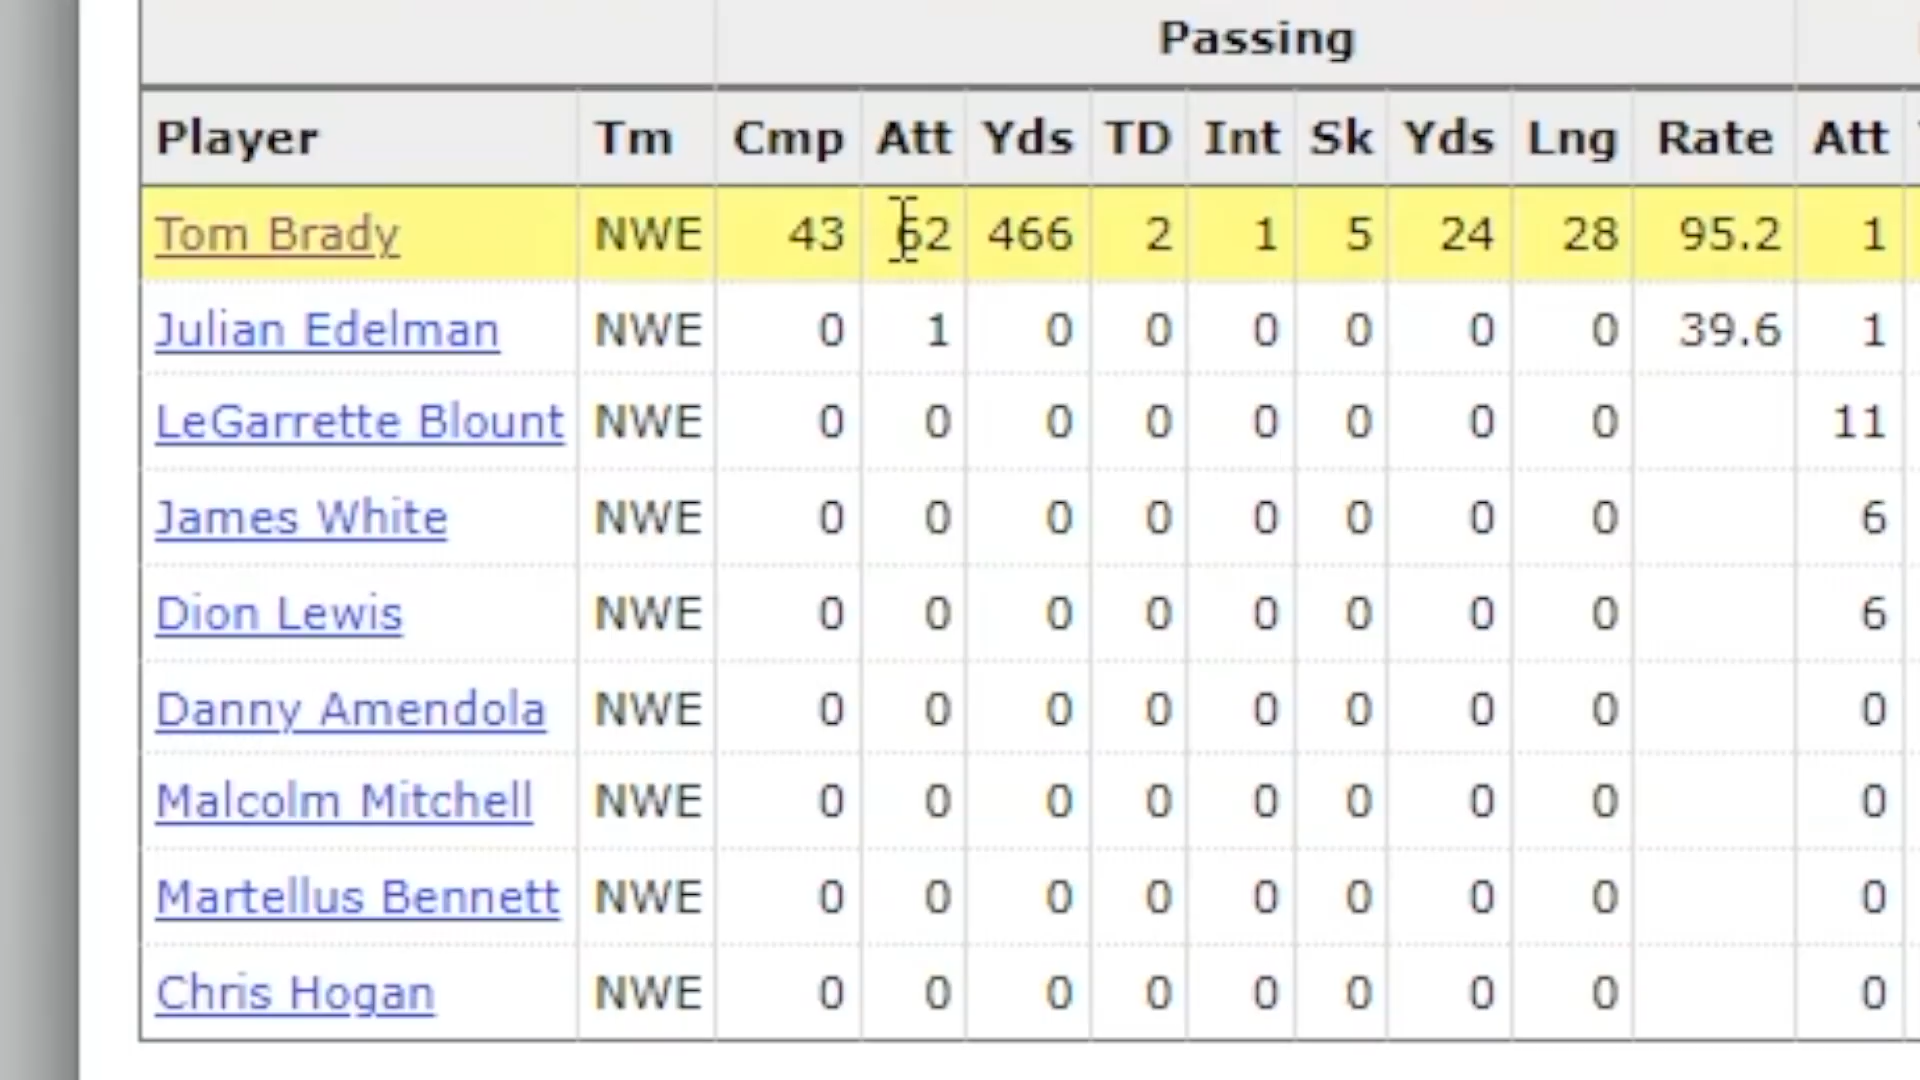 Passing
Player Tm Cmp Att Yds TD Int Sk Yds Lng Rate Att
Tom Brady NWE 43 62 466 2 1 5 24 28 95.2 1
Julian Edelman NWE 0 1 0 0 0 0 0 0 39.6 1
LeGarrette Blount NWE 0 0 0 0 0 0 0 0 11
James White NWE 0 0 0 0 0 0 0 0 6
Dion Lewis NWE 0 0 0 0 0 0 0 0 6
Danny Amendola NWE 0 0 0 0 0 0 0 0 0
Malcolm Mitchell NWE 0 0 0 0 0 0 0 0 0
Martellus Bennett NWE 0 0 0 0 0 0 0 0 0
Chris Hogan NWE 0 0 0 0 0 0 0 0 0